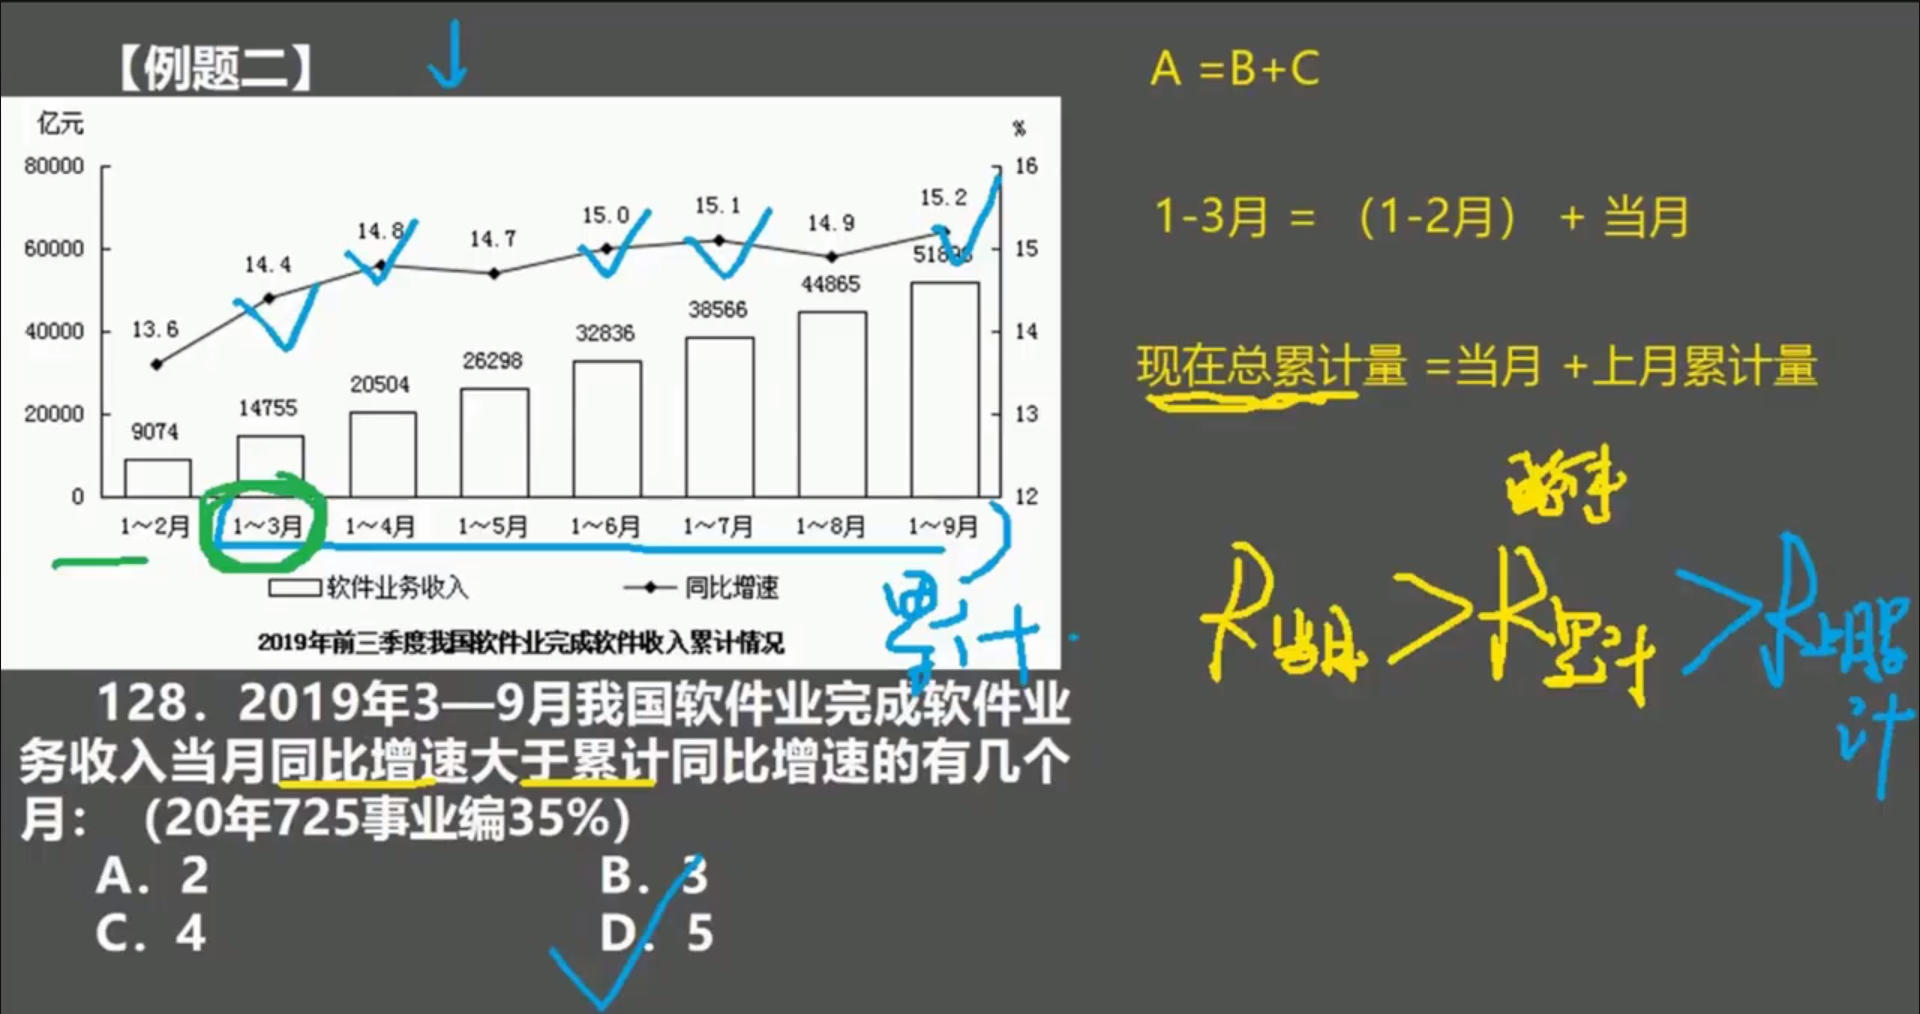 【例题二】
亿元
%
80000
60000
40000
20000
0
16
15
14
13
12
13.6
14.4
14.8
14.7
15.0
15.1
14.9
15.2
9074
14755
20504
26298
32836
38566
44865
1～2月
1～3月
1～4月
1～5月
1～6月
1～7月
1～8月
1～9月
软件业务收入
同比增速
2019年前三季度我国软件业完成软件收入累计情况
累计
128. 2019年3—9月我国软件业完成软件业
务收入当月同比增速大于累计同比增速的有几个
月：（20年725事业编35%）
A. 2
B. 3
C. 4
D. 5
A =B+C
1-3月 = （1-2月） + 当月
现在总累计量 =当月 +上月累计量
R当月 > R累计 > R上月累
计